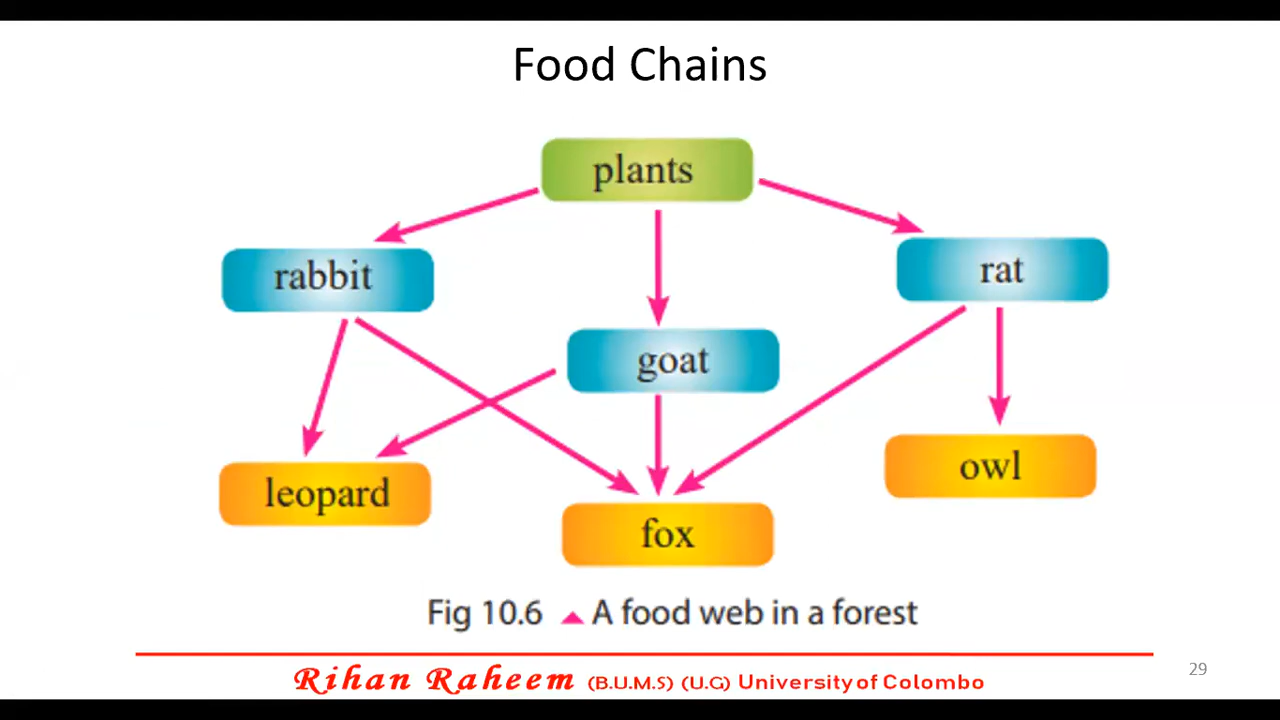 Food Chains
plants
rabbit
rat
goat
leopard
owl
fox
Fig 10.6 ▲ A food web in a forest
Rihan Raheem (B.U.M.S) (U.G) University of Colombo
29